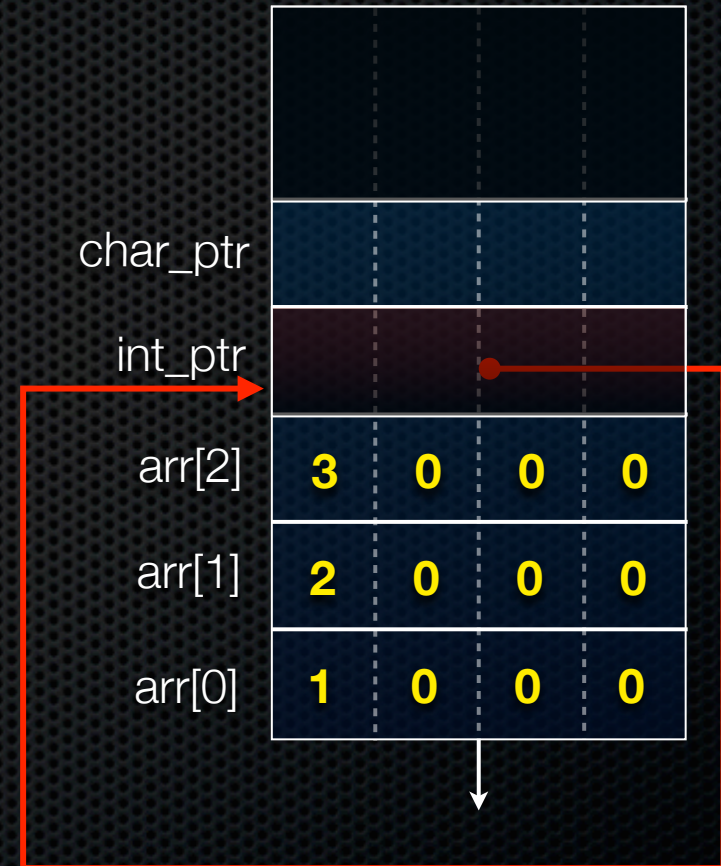 char_ptr
int_ptr
arr[2] 3 0 0 0
arr[1] 2 0 0 0
arr[0] 1 0 0 0